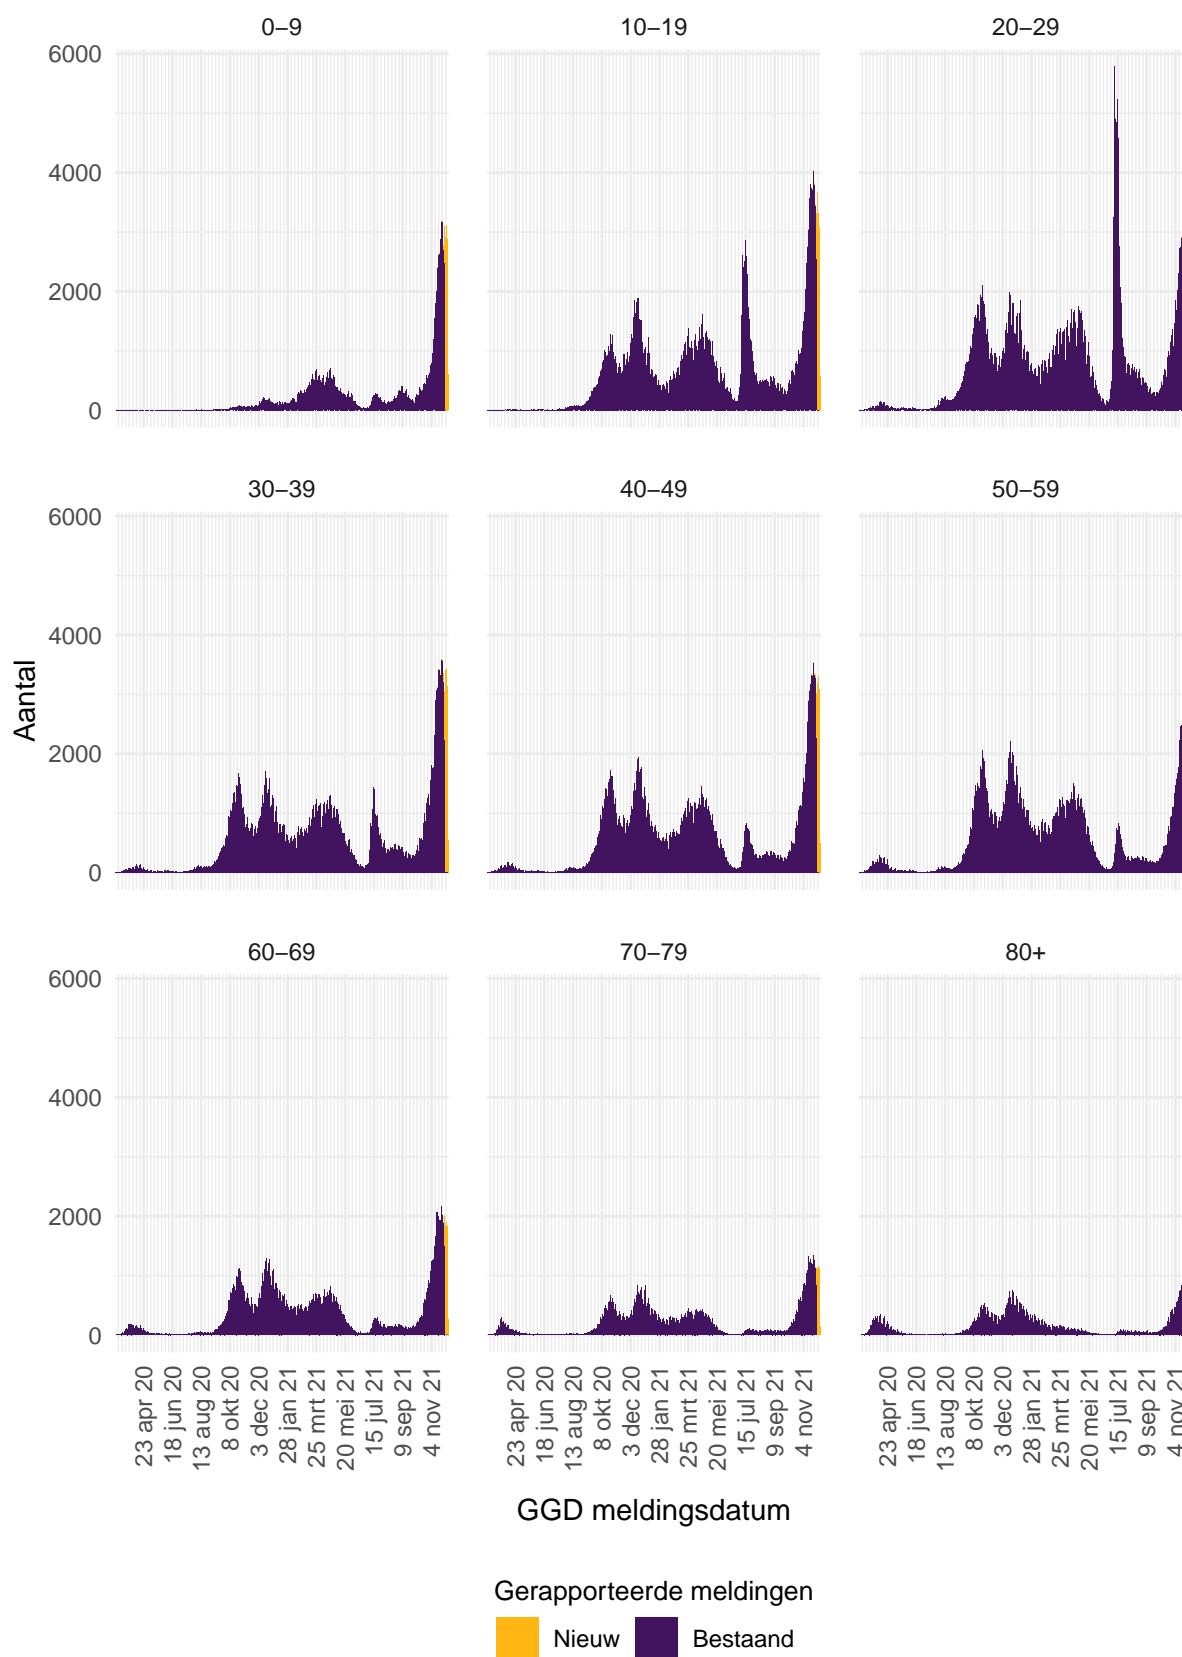 0–9 10–19 20–29
6000
4000
2000
0
30–39 40–49 50–59
6000
4000
2000
0
60–69 70–79 80+
6000
4000
2000
0
Aantal
23 apr 20
18 jun 20
13 aug 20
8 okt 20
3 dec 20
28 jan 21
25 mrt 21
20 mei 21
15 jul 21
9 sep 21
4 nov 21
23 apr 20
18 jun 20
13 aug 20
8 okt 20
3 dec 20
28 jan 21
25 mrt 21
20 mei 21
15 jul 21
9 sep 21
4 nov 21
23 apr 20
18 jun 20
13 aug 20
8 okt 20
3 dec 20
28 jan 21
25 mrt 21
20 mei 21
15 jul 21
9 sep 21
4 nov 21
GGD meldingsdatum
Gerapporteerde meldingen
Nieuw Bestaand